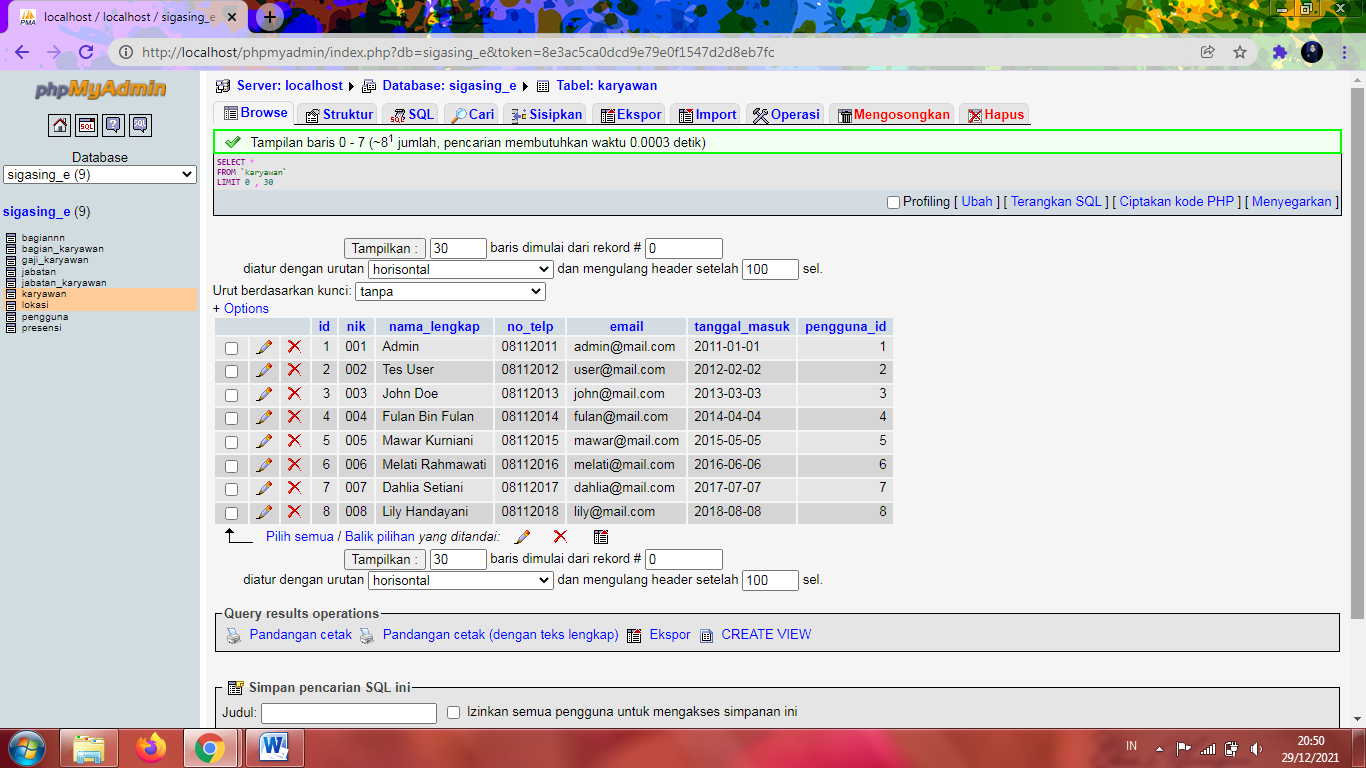 localhost / localhost / sigasing_e
http://localhost/phpmyadmin/index.php?db=sigasing_e&token=8e3ac5ca0dcd9e79e0f1547d2d8eb7fc
phpMyAdmin
Database
sigasing_e (9)
sigasing_e (9)
bagiannn
bagian_karyawan
gaji_karyawan
jabatan
jabatan_karyawan
karyawan
lokasi
pengguna
presensi
Server: localhost Database: sigasing_e Tabel: karyawan
Browse Struktur SQL Cari Sisipkan Ekspor Import Operasi Mengosongkan Hapus
Tampilan baris 0 - 7 (~8¹ jumlah, pencarian membutuhkan waktu 0.0003 detik)
SELECT *
FROM `karyawan`
LIMIT 0 , 30
Profiling [ Ubah ] [ Terangkan SQL ] [ Ciptakan kode PHP ] [ Menyegarkan ]
Tampilkan : 30 baris dimulai dari rekord # 0
diatur dengan urutan horisontal dan mengulang header setelah 100 sel.
Urut berdasarkan kunci: tanpa
+ Options
id nik nama_lengkap no_telp email tanggal_masuk pengguna_id
1 001 Admin 08112011 admin@mail.com 2011-01-01 1
2 002 Tes User 08112012 user@mail.com 2012-02-02 2
3 003 John Doe 08112013 john@mail.com 2013-03-03 3
4 004 Fulan Bin Fulan 08112014 fulan@mail.com 2014-04-04 4
5 005 Mawar Kurniani 08112015 mawar@mail.com 2015-05-05 5
6 006 Melati Rahmawati 08112016 melati@mail.com 2016-06-06 6
7 007 Dahlia Setiani 08112017 dahlia@mail.com 2017-07-07 7
8 008 Lily Handayani 08112018 lily@mail.com 2018-08-08 8
Pilih semua / Balik pilihan yang ditandai:
Tampilkan : 30 baris dimulai dari rekord # 0
diatur dengan urutan horisontal dan mengulang header setelah 100 sel.
Query results operations
Pandangan cetak Pandangan cetak (dengan teks lengkap) Ekspor CREATE VIEW
Simpan pencarian SQL ini
Judul: Izinkan semua pengguna untuk mengakses simpanan ini
IN
20:50
29/12/2021